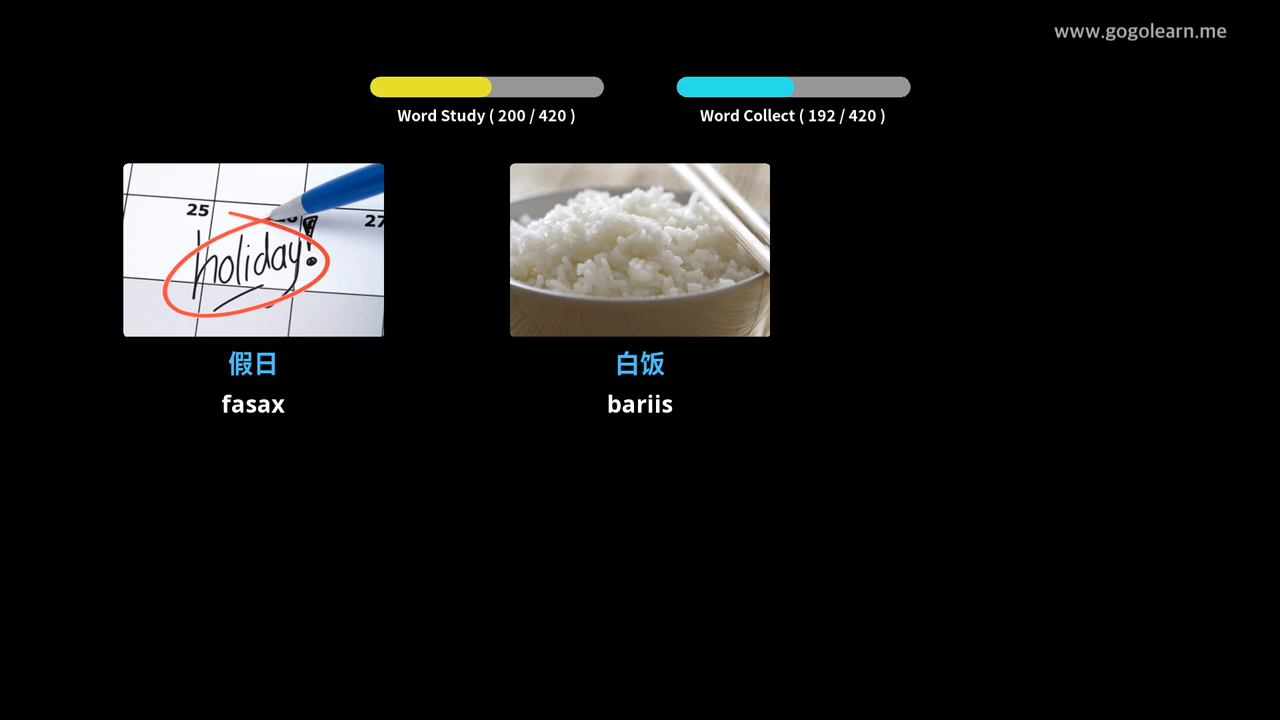 www.gogolearn.me
Word Study ( 200 / 420 )
Word Collect ( 192 / 420 )
25
27
holiday!
假日
fasax
白饭
bariis